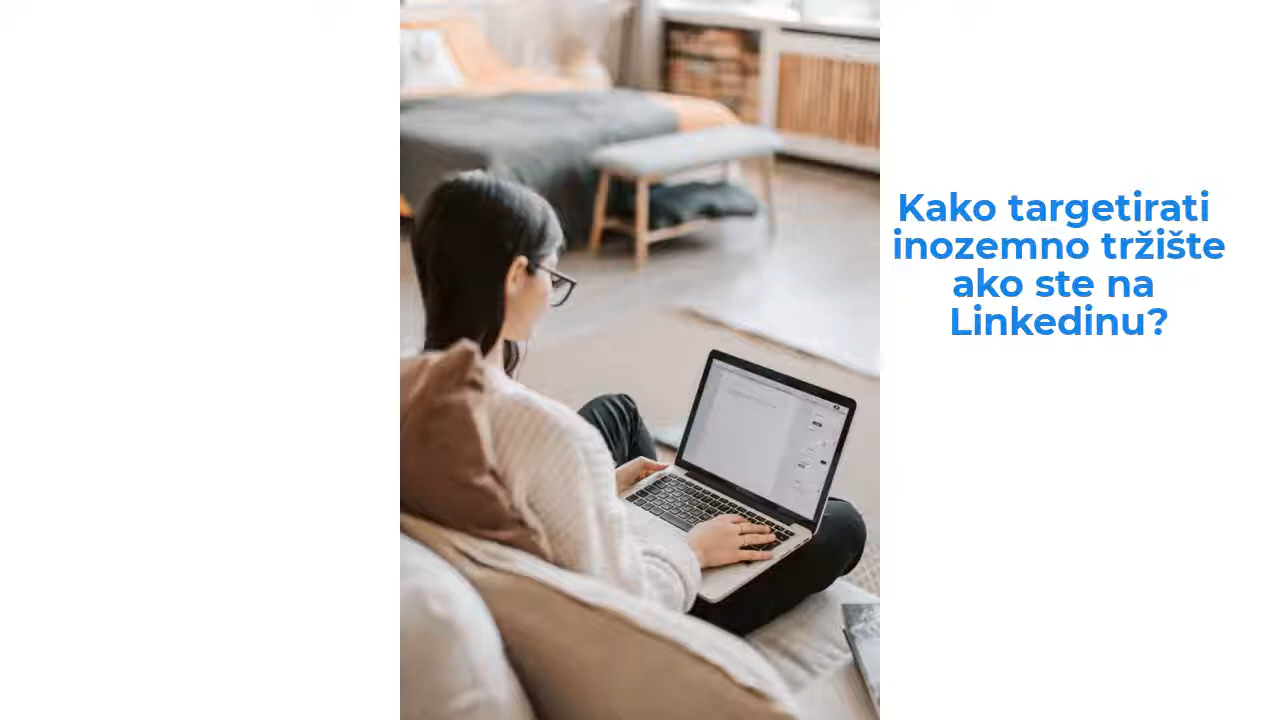 Kako targetirati
inozemno tržište
ako ste na
Linkedinu?